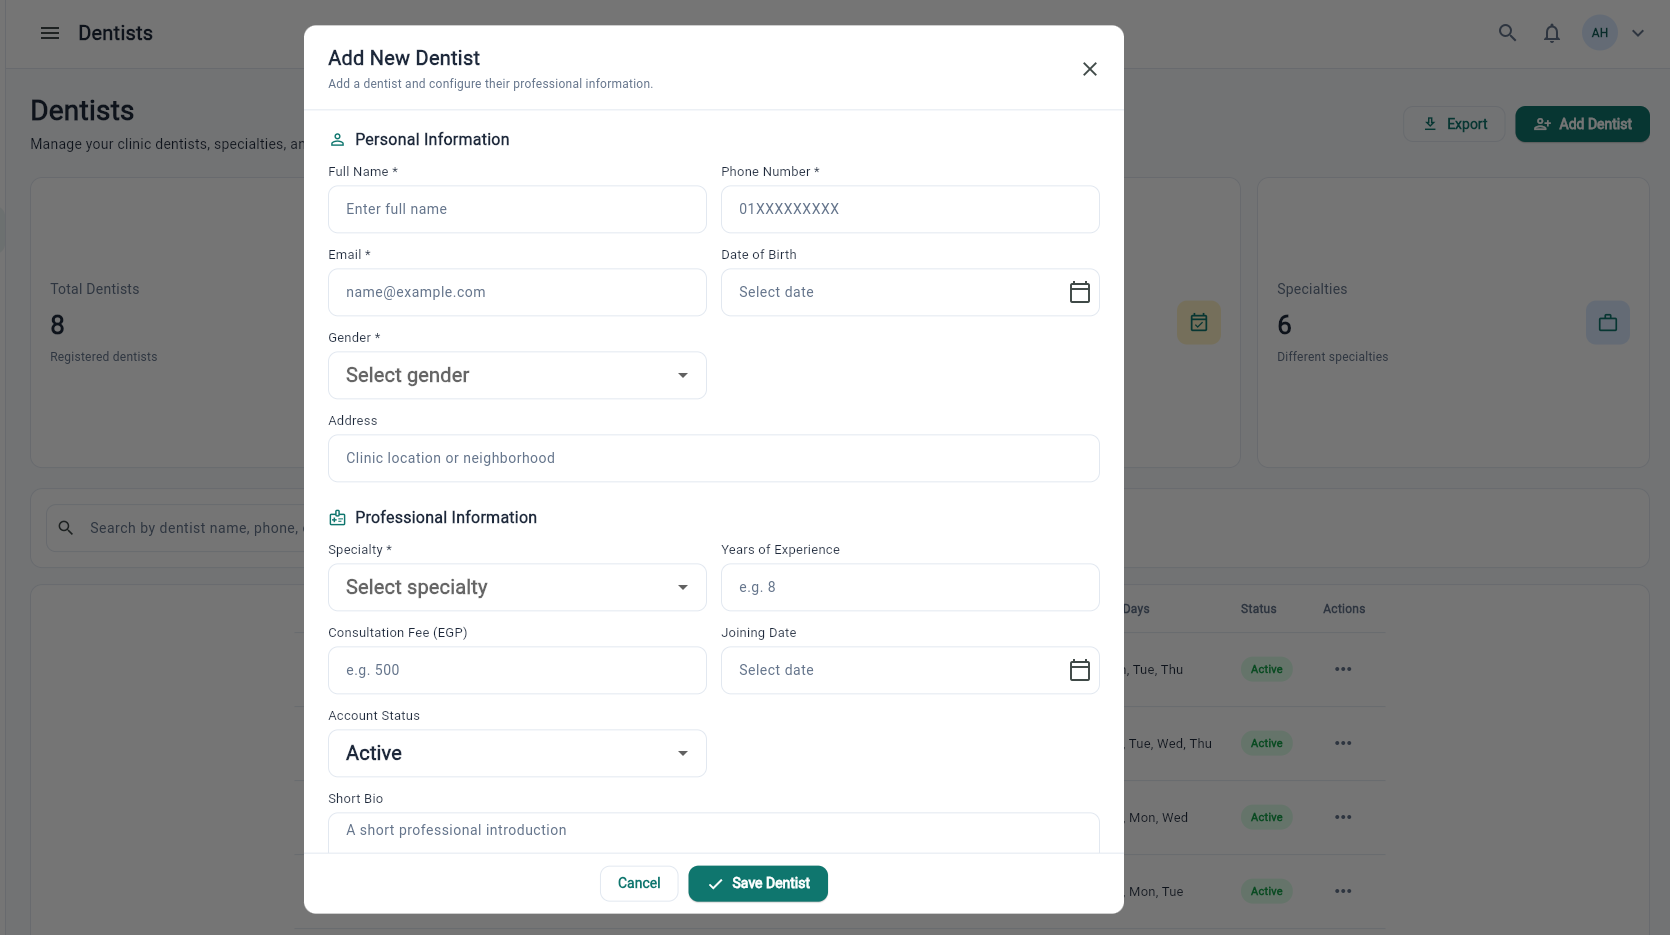 Dentists
AH
Dentists
Manage your clinic dentists, specialties,
Export
Add Dentist
Total Dentists
8
Registered dentists
Specialties
6
Different specialties
Search by dentist name, phone,
Days
Status
Actions
Tue, Thu
Active
Tue, Wed, Thu
Active
Mon, Wed
Active
Mon, Tue
Active
Add New Dentist
Add a dentist and configure their professional information.
Personal Information
Full Name *
Phone Number *
Enter full name
01XXXXXXXXX
Email *
Date of Birth
name@example.com
Select date
Gender *
Select gender
Address
Clinic location or neighborhood
Professional Information
Specialty *
Years of Experience
Select specialty
e.g. 8
Consultation Fee (EGP)
Joining Date
e.g. 500
Select date
Account Status
Active
Short Bio
A short professional introduction
Cancel
Save Dentist